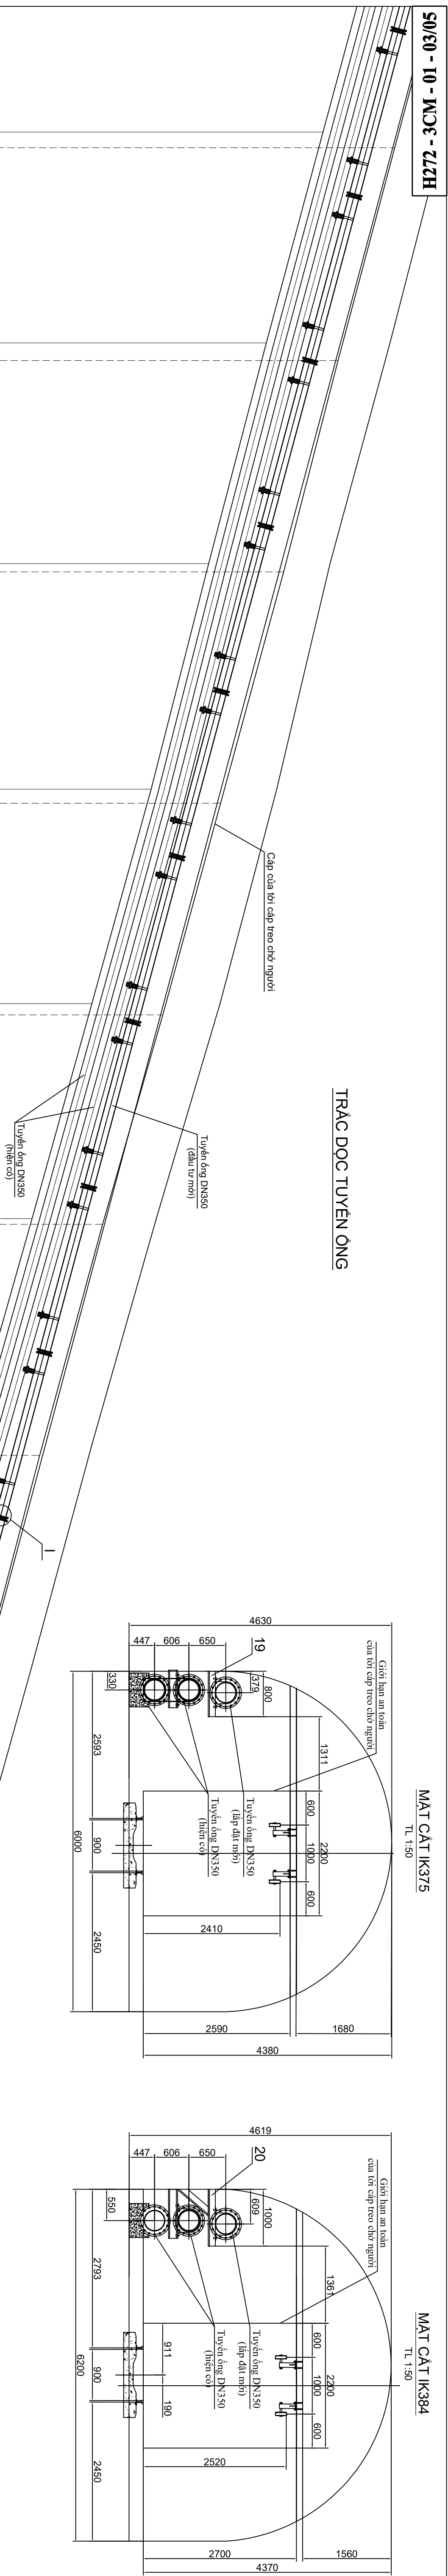 H272 - 3CM - 01 - 03/05
TRẮC DỌC TUYẾN ỐNG
Cáp của tời cáp treo chở người
Tuyến ống DN350
(đầu tư mới)
Tuyến ống DN350
(hiện có)
I
MẶT CẮT IK375
TL 1:50
Giới hạn an toàn
của tời cáp treo chở người
Tuyến ống DN350
(lắp đặt mới)
Tuyến ống DN350
(hiện có)
19
4630
447
606
650
800
379
330
1311
600
2200
1000
600
2410
2590
1680
4380
2593
900
2450
6000
MẶT CẮT IK384
TL 1:50
Giới hạn an toàn
của tời cáp treo chở người
Tuyến ống DN350
(lắp đặt mới)
Tuyến ống DN350
(hiện có)
20
4619
447
606
650
1000
609
550
1361
600
2200
1000
600
911
190
2520
2700
1560
4370
2793
900
2450
6200